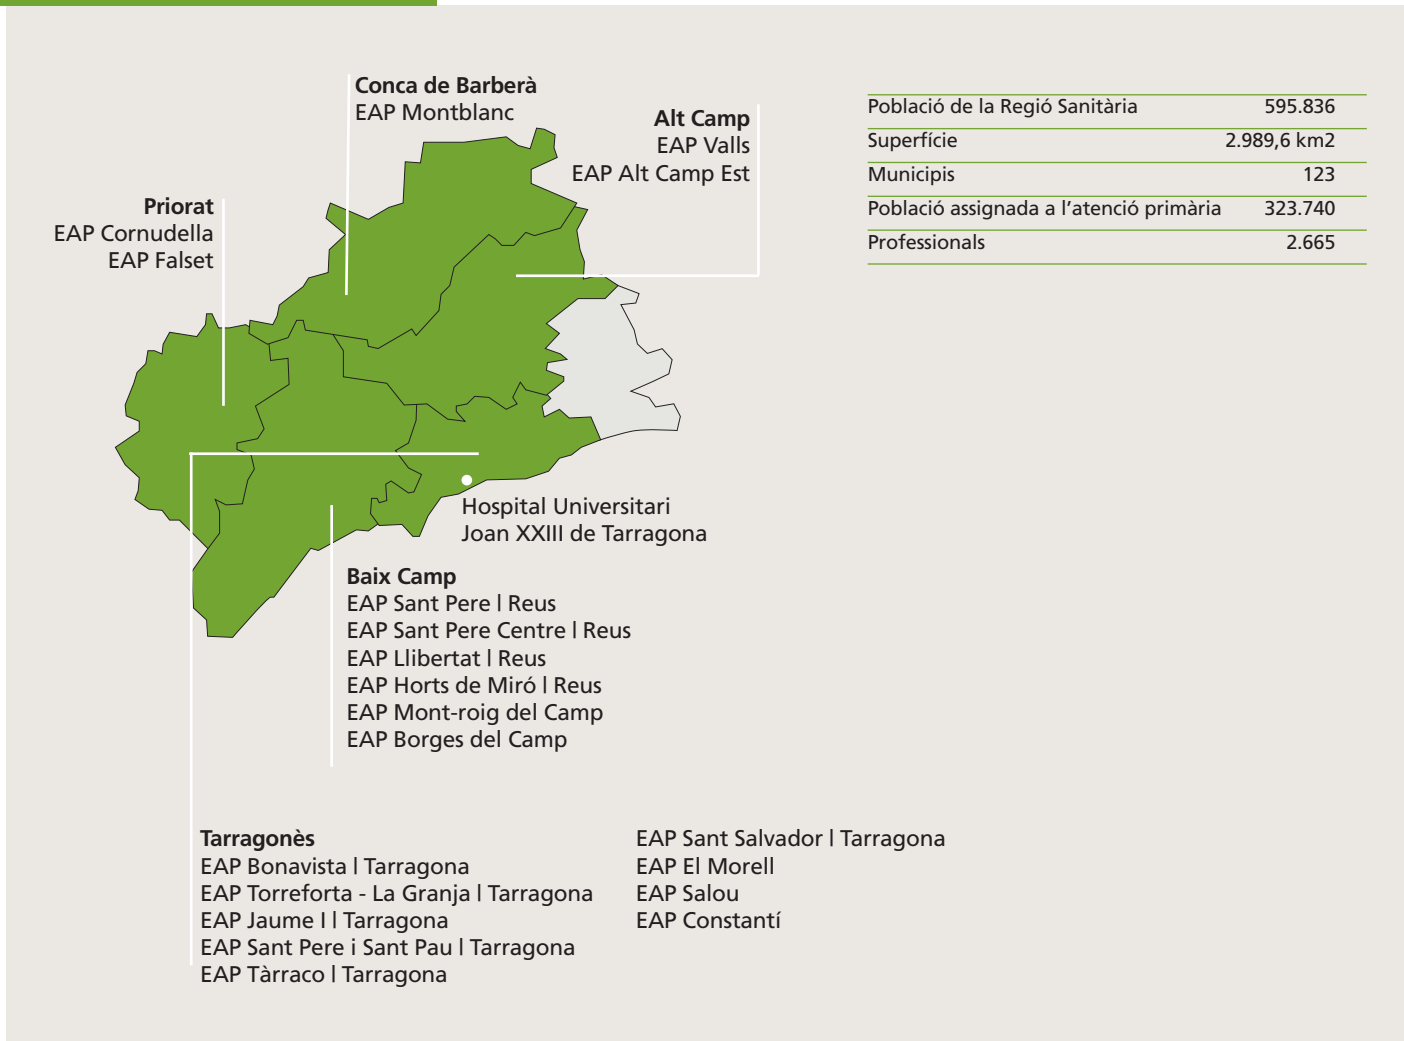 Conca de Barberà
EAP Montblanc
Alt Camp
EAP Valls
EAP Alt Camp Est
Priorat
EAP Cornudella
EAP Falset
Població de la Regió Sanitària 595.836
Superfície 2.989,6 km2
Municipis 123
Població assignada a l’atenció primària 323.740
Professionals 2.665
Hospital Universitari
Joan XXIII de Tarragona
Baix Camp
EAP Sant Pere | Reus
EAP Sant Pere Centre | Reus
EAP Llibertat | Reus
EAP Horts de Miró | Reus
EAP Mont-roig del Camp
EAP Borges del Camp
Tarragonès
EAP Bonavista | Tarragona
EAP Torreforta - La Granja | Tarragona
EAP Jaume I | Tarragona
EAP Sant Pere i Sant Pau | Tarragona
EAP Tàrraco | Tarragona
EAP Sant Salvador | Tarragona
EAP El Morell
EAP Salou
EAP Constantí